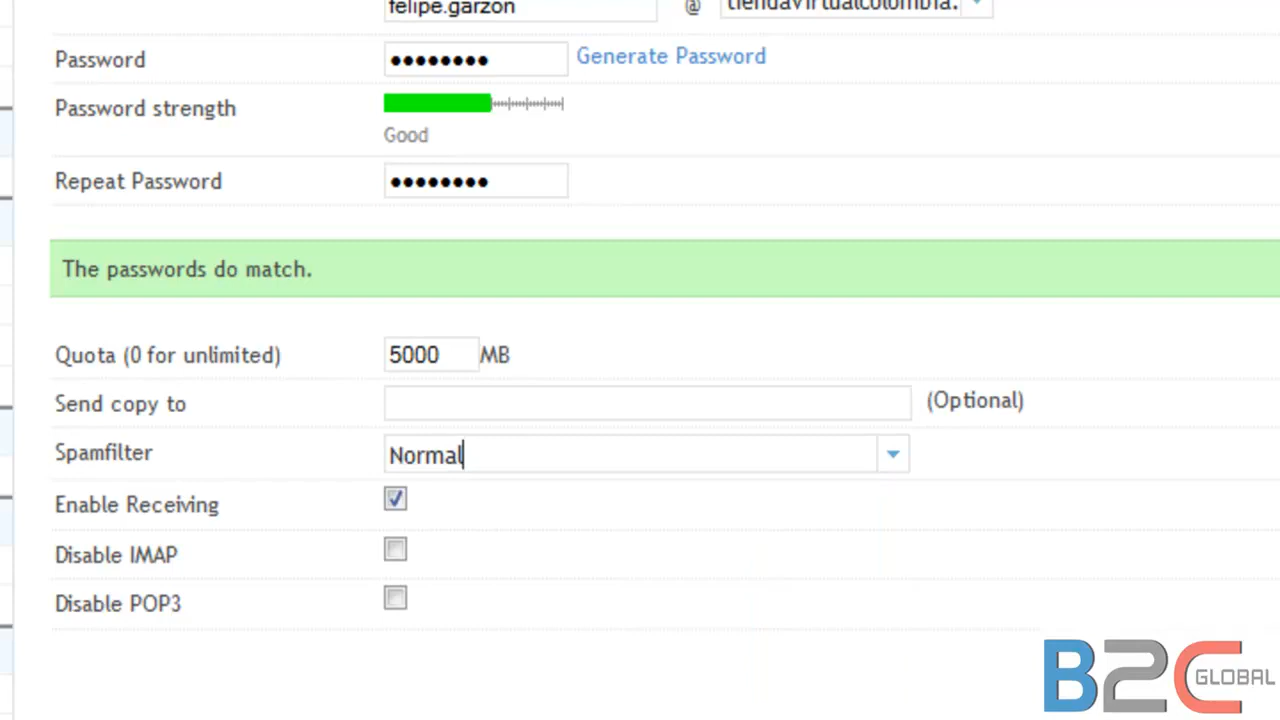 felipe.garzon @ tiendavirtualcolombia.
Password Generate Password
Password strength
Good
Repeat Password
The passwords do match.
Quota (0 for unlimited) 5000 MB
Send copy to (Optional)
Spamfilter Normal
Enable Receiving
Disable IMAP
Disable POP3
B2C GLOBAL